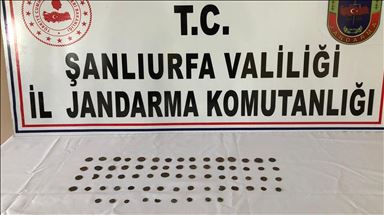 T.C.
ŞANLIURFA VALİLİĞİ
İL JANDARMA KOMUTANLIĞI